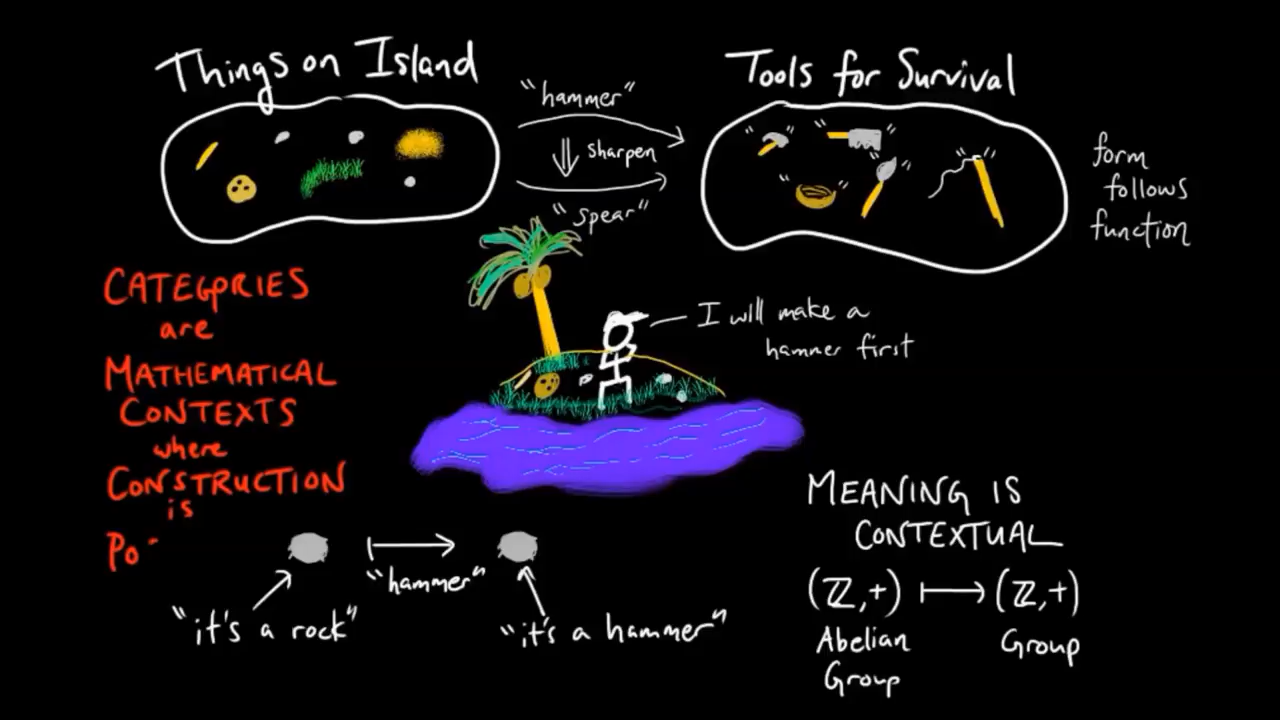 Things on Island
"hammer"
sharpen
"spear"
Tools for Survival
form
follows
function
CATEGORIES
are
MATHEMATICAL
CONTEXTS
where
CONSTRUCTION
is
Po
I will make a
hammer first
"hammer"
"it's a rock"
"it's a hammer"
MEANING IS
CONTEXTUAL
(ℤ,+) ↦ (ℤ,+)
Abelian
Group
Group